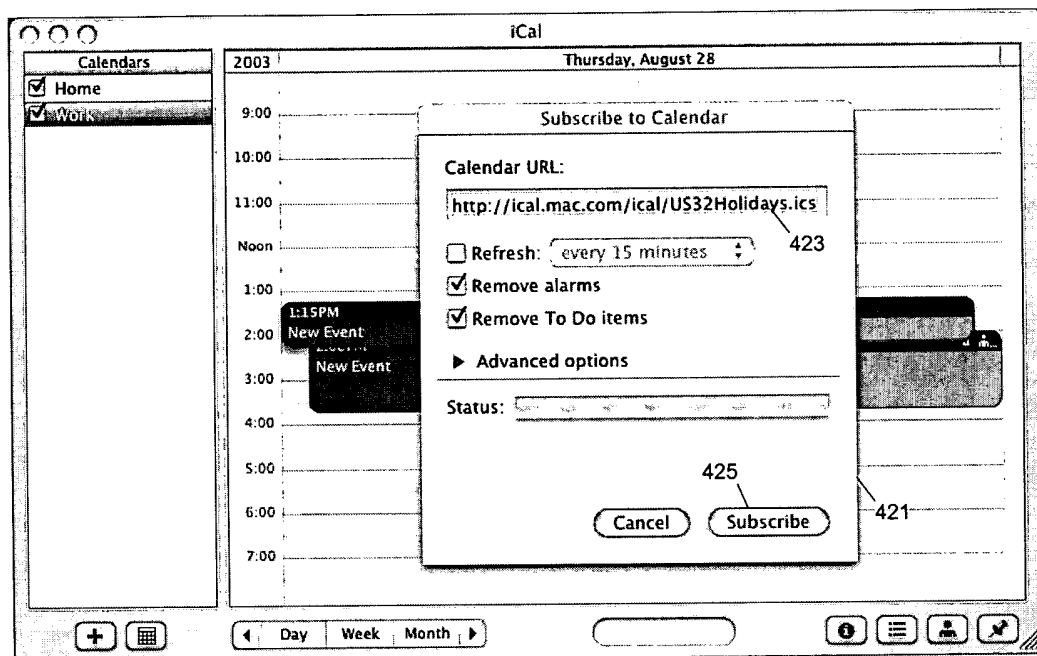 iCal
Calendars
Home
Work
2003
Thursday, August 28
9:00
10:00
11:00
Noon
1:00
2:00
3:00
4:00
5:00
6:00
7:00
1:15PM
New Event
New Event
Subscribe to Calendar
Calendar URL:
http://ical.mac.com/ical/US32Holidays.ics
423
Refresh: every 15 minutes
Remove alarms
Remove To Do items
Advanced options
Status:
425
421
Cancel
Subscribe
Day
Week
Month